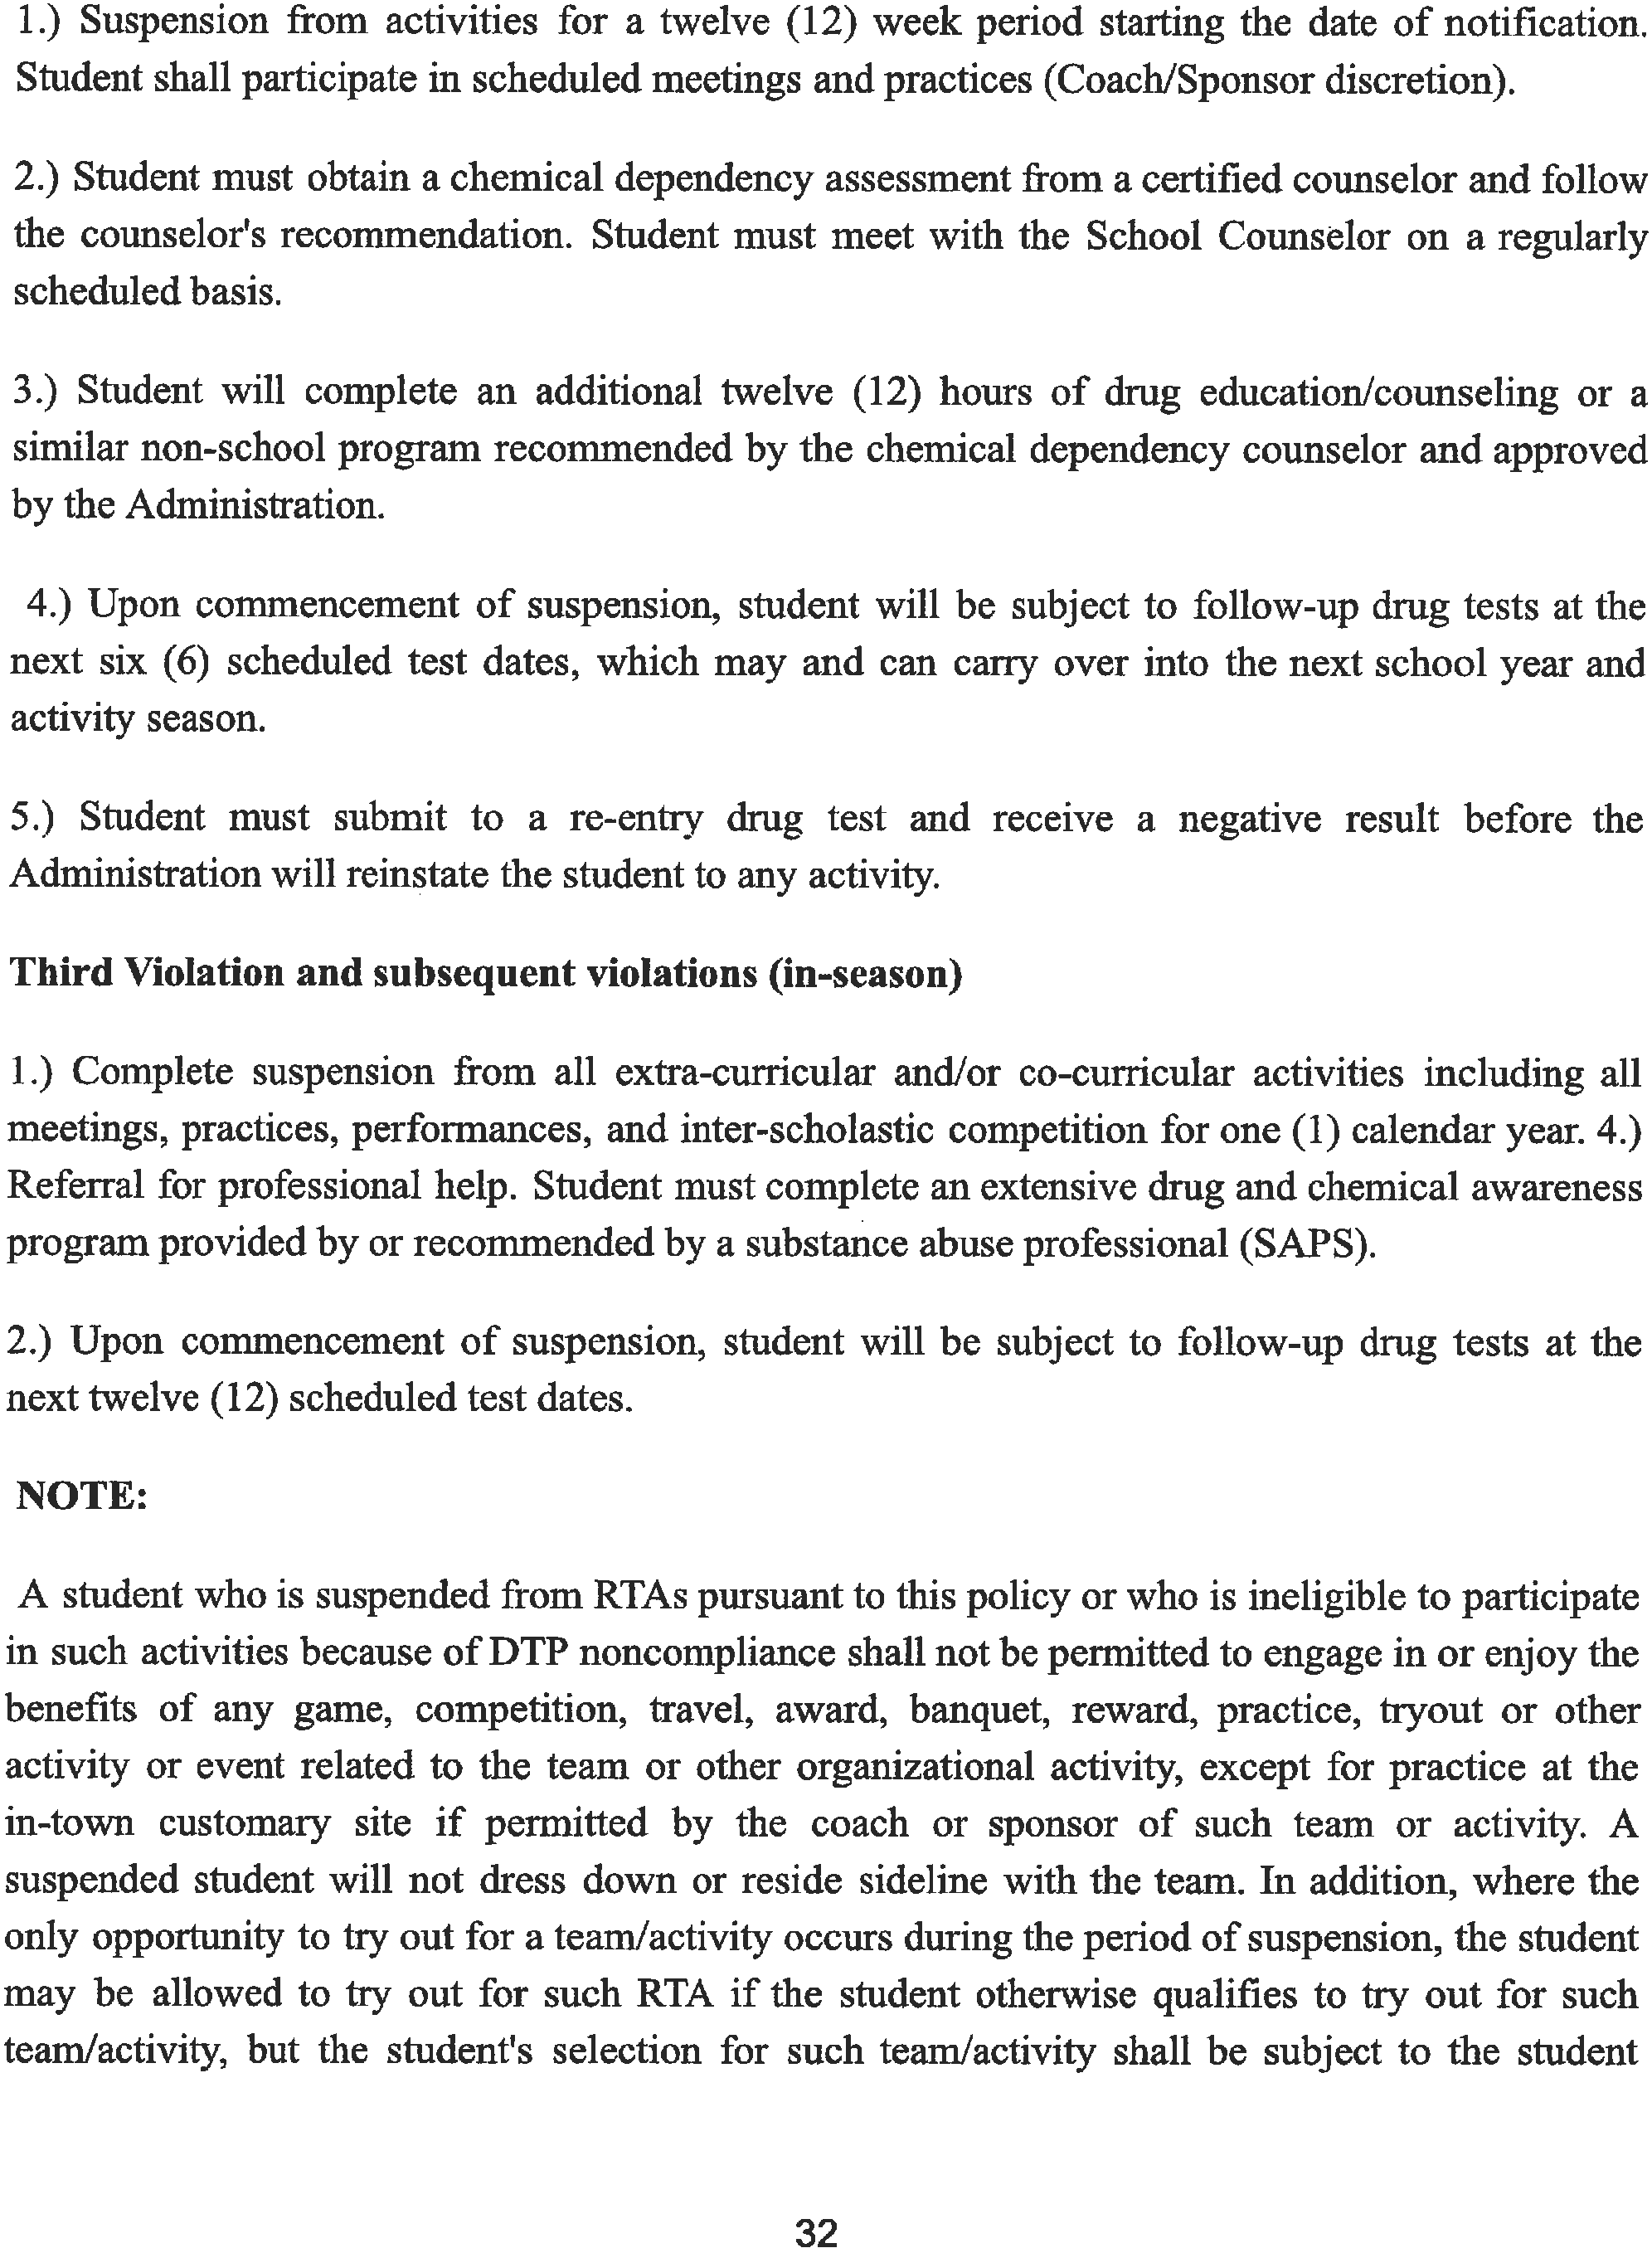 1.) Suspension from activities for a twelve (12) week period starting the date of notification.
Student shall participate in scheduled meetings and practices (Coach/Sponsor discretion).
2.) Student must obtain a chemical dependency assessment from a certified counselor and follow
the counselor's recommendation. Student must meet with the School Counselor on a regularly
scheduled basis.
3.) Student will complete an additional twelve (12) hours of drug education/counseling or a
similar non-school program recommended by the chemical dependency counselor and approved
by the Administration.
4.) Upon commencement of suspension, student will be subject to follow-up drug tests at the
next six (6) scheduled test dates, which may and can carry over into the next school year and
activity season.
5.) Student must submit to a re-entry drug test and receive a negative result before the
Administration will reinstate the student to any activity.
Third Violation and subsequent violations (in-season)
1.) Complete suspension from all extra-curricular and/or co-curricular activities including all
meetings, practices, performances, and inter-scholastic competition for one (1) calendar year. 4.)
Referral for professional help. Student must complete an extensive drug and chemical awareness
program provided by or recommended by a substance abuse professional (SAPS).
2.) Upon commencement of suspension, student will be subject to follow-up drug tests at the
next twelve (12) scheduled test dates.
NOTE:
A student who is suspended from RTAs pursuant to this policy or who is ineligible to participate
in such activities because of DTP noncompliance shall not be permitted to engage in or enjoy the
benefits of any game, competition, travel, award, banquet, reward, practice, tryout or other
activity or event related to the team or other organizational activity, except for practice at the
in-town customary site if permitted by the coach or sponsor of such team or activity. A
suspended student will not dress down or reside sideline with the team. In addition, where the
only opportunity to try out for a team/activity occurs during the period of suspension, the student
may be allowed to try out for such RTA if the student otherwise qualifies to try out for such
team/activity, but the student's selection for such team/activity shall be subject to the student
32